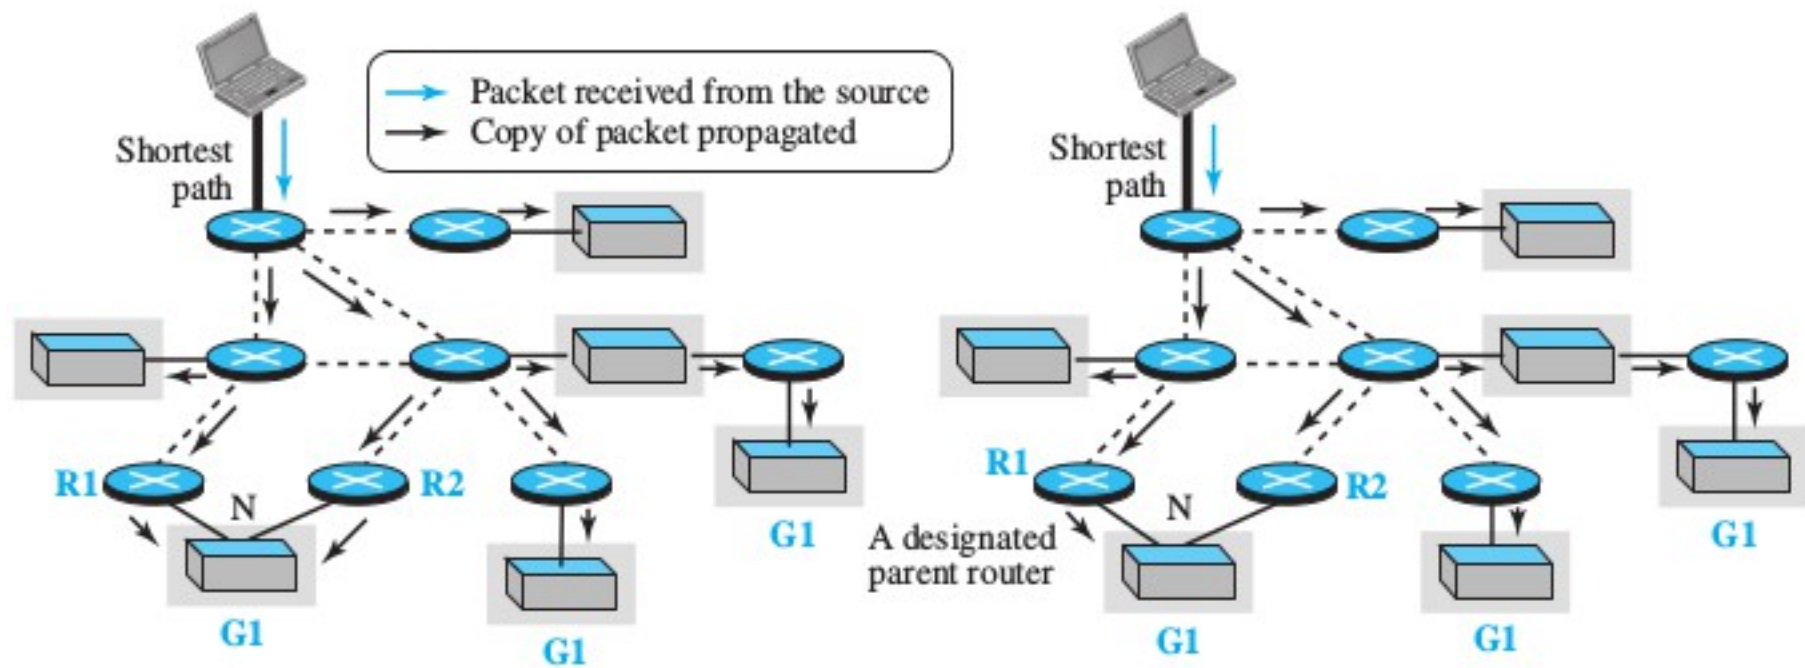 Packet received from the source
Copy of packet propagated
Shortest
path
R1
N
R2
G1
G1
G1
Shortest
path
R1
N
R2
A designated
parent router
G1
G1
G1